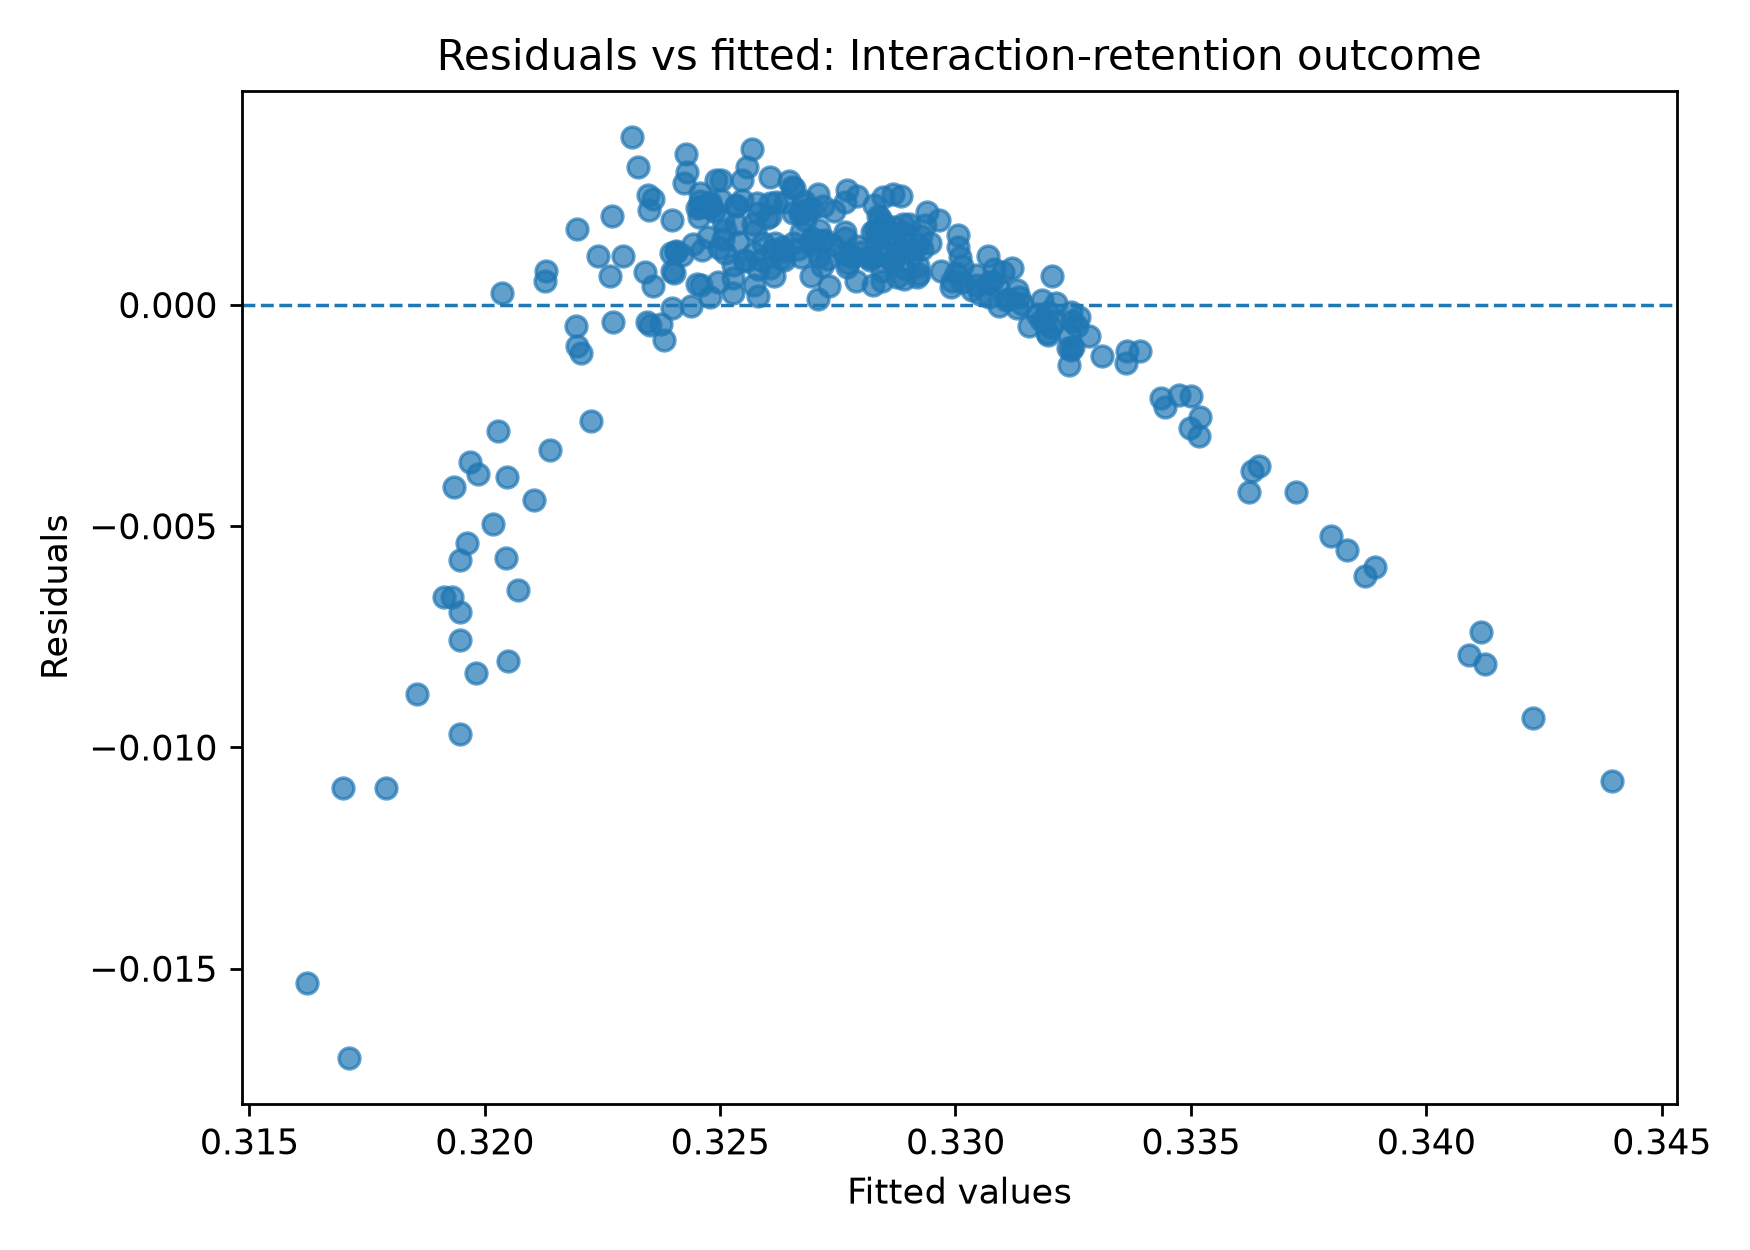 Residuals vs fitted: Interaction-retention outcome
Residuals
0.000
−0.005
−0.010
−0.015
0.315 0.320 0.325 0.330 0.335 0.340 0.345
Fitted values